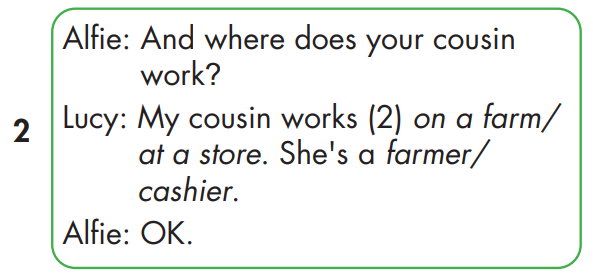 Alfie: And where does your cousin
work?
2
Lucy: My cousin works (2) on a farm/
at a store. She's a farmer/
cashier.
Alfie: OK.